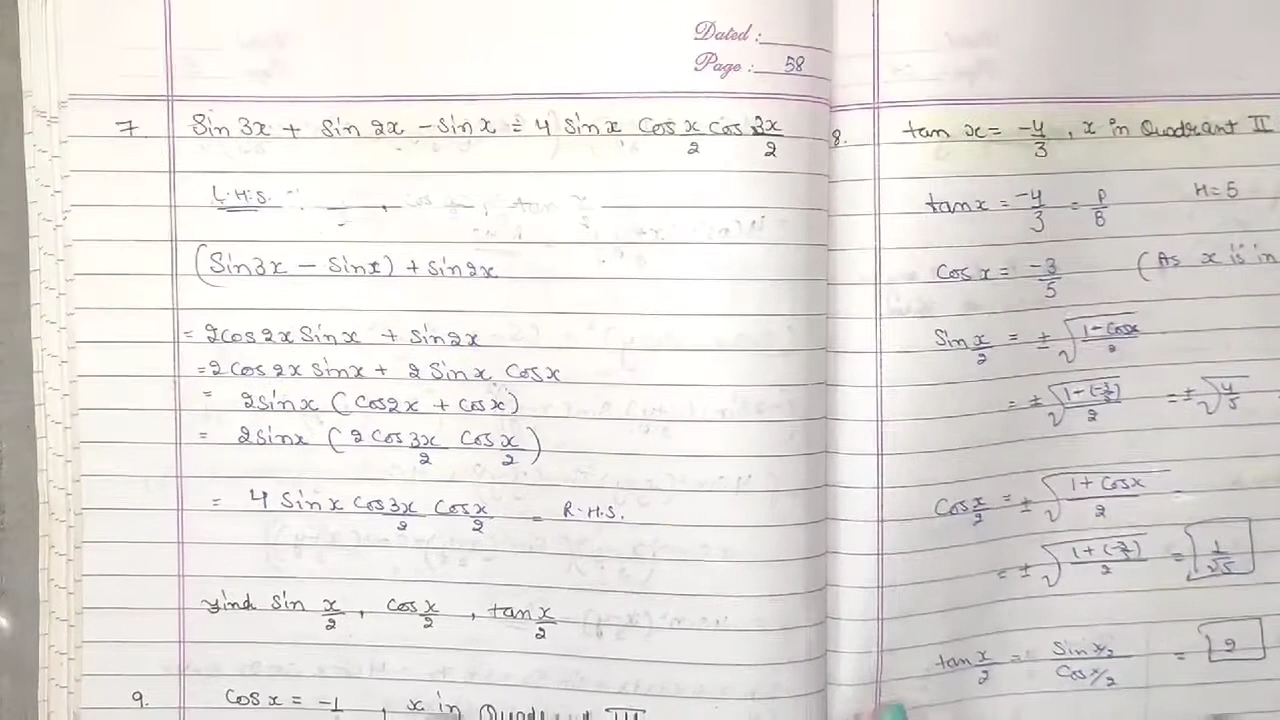 Dated :
Page : 58
7. Sin 3x + Sin 2x - Sin x = 4 Sin x Cos x/2 Cos 3x/2
L.H.S.
(Sin3x - Sinx) + Sin2x
= 2Cos2x Sinx + Sin2x
= 2 Cos 2x Sinx + 2 Sinx Cosx
= 2Sinx (Cos2x + Cosx)
= 2Sinx (2 Cos 3x/2 Cos x/2)
= 4 Sinx Cos 3x/2 Cos x/2 = R.H.S.
Find Sin x/2, Cos x/2, tan x/2
9. Cos x = -1 , x in Quadrant III
8. tan x = -4/3, x in Quadrant II
tan x = -4/3 = P/B H = 5
Cos x = -3/5 (As x is in
Sin x/2 = ± √(1-Cosx)/2
= ± √(1-(-3/5))/2 = ± √4/5
Cos x/2 = ± √(1+Cosx)/2
= ± √(1+(-3/5))/2 = 1/√5
tan x/2 = Sin x/2 / Cos x/2 = 2